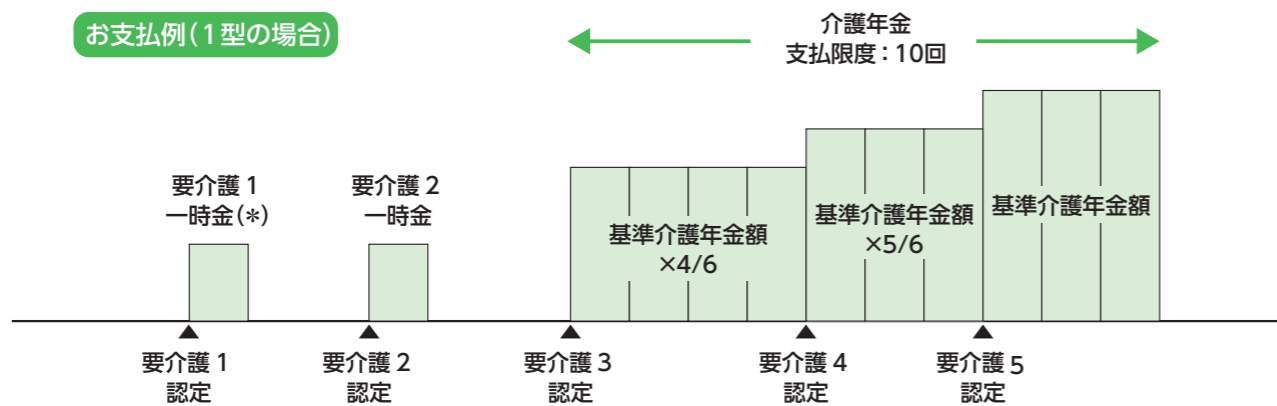 お支払例(1型の場合)
介護年金
支払限度:10回
要介護1
一時金(*)
要介護2
一時金
基準介護年金額
×4/6
基準介護年金額
×5/6
基準介護年金額
要介護1
認定
要介護2
認定
要介護3
認定
要介護4
認定
要介護5
認定